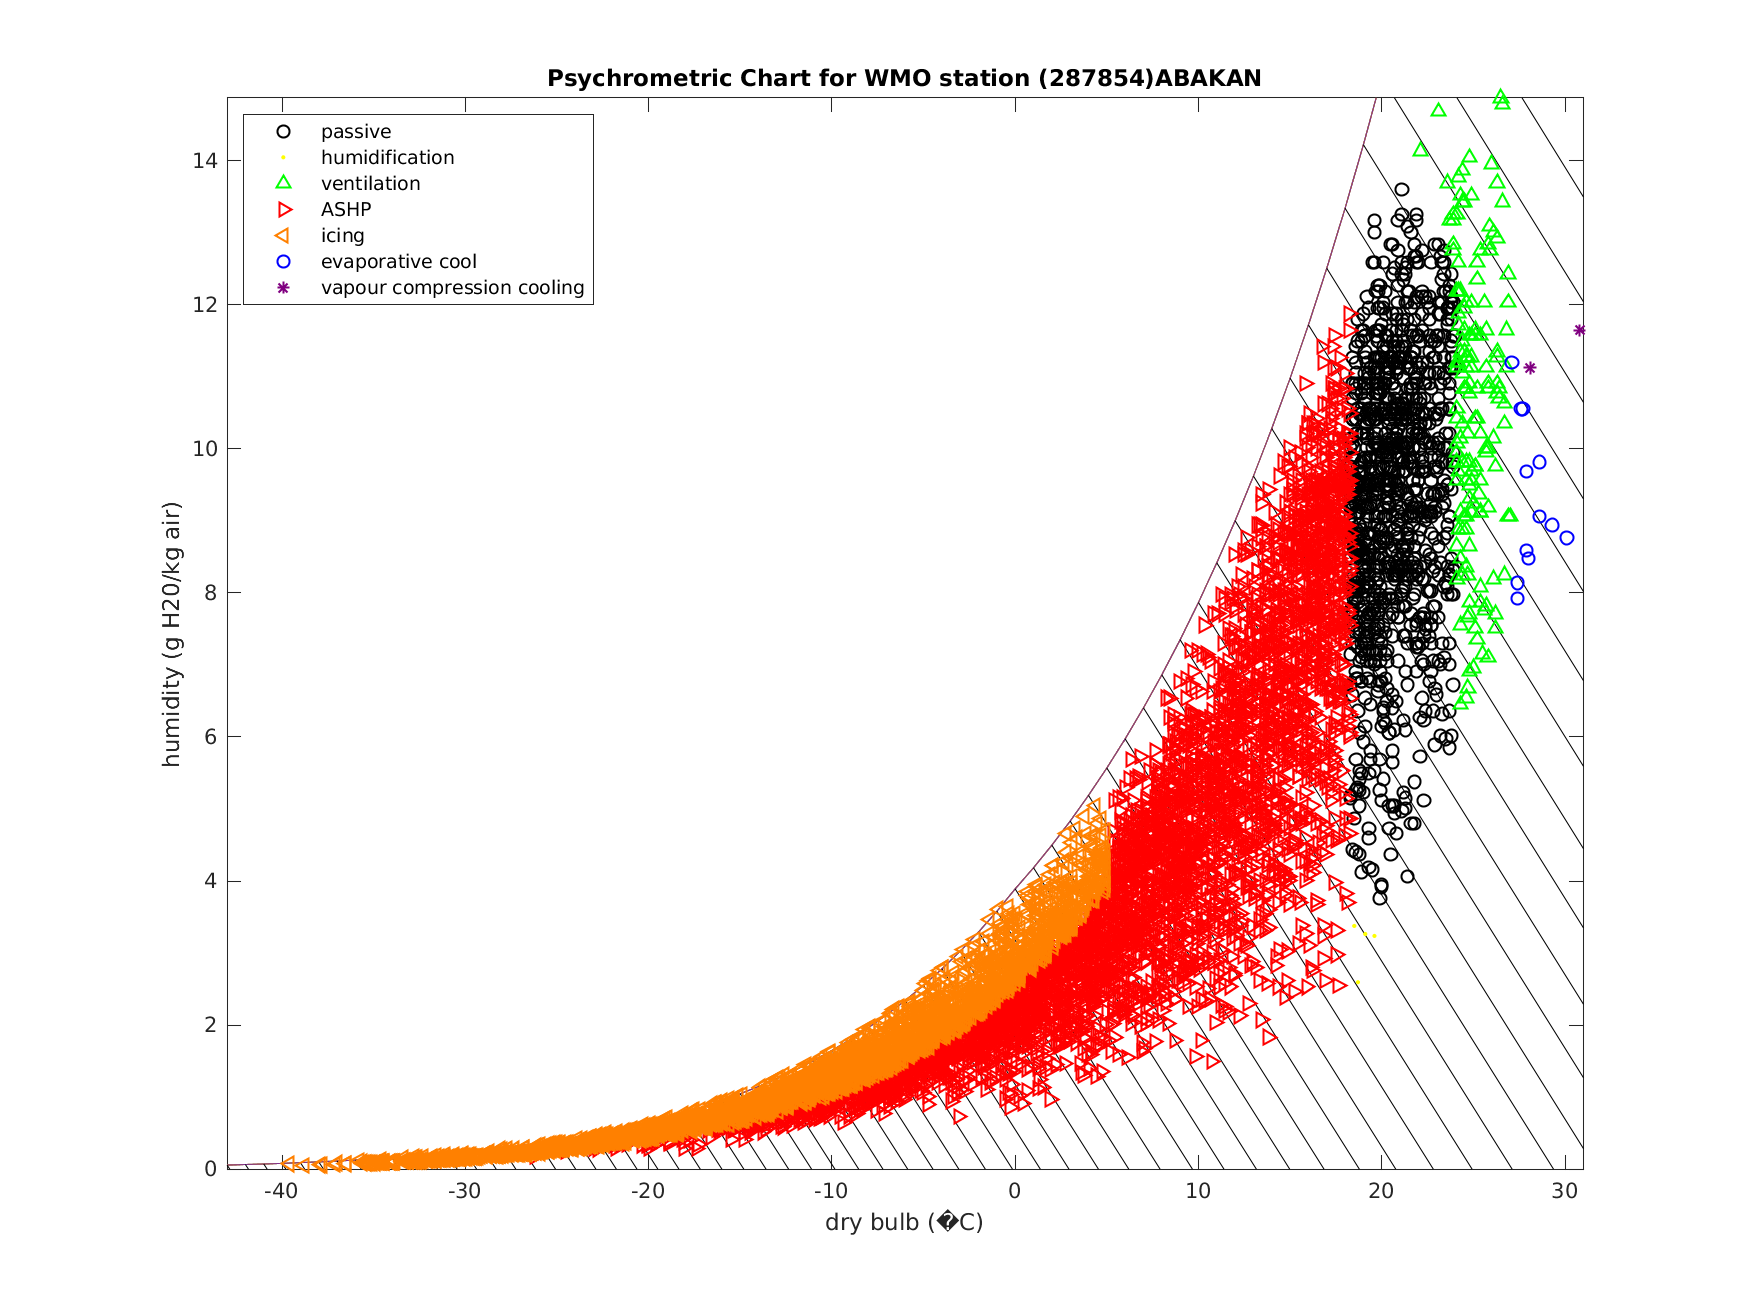 Psychrometric Chart for WMO station (287854)ABAKAN
passive
humidification
ventilation
ASHP
icing
evaporative cool
vapour compression cooling
humidity (g H20/kg air)
14
12
10
8
6
4
2
0
-40 -30 -20 -10 0 10 20 30
dry bulb (�C)